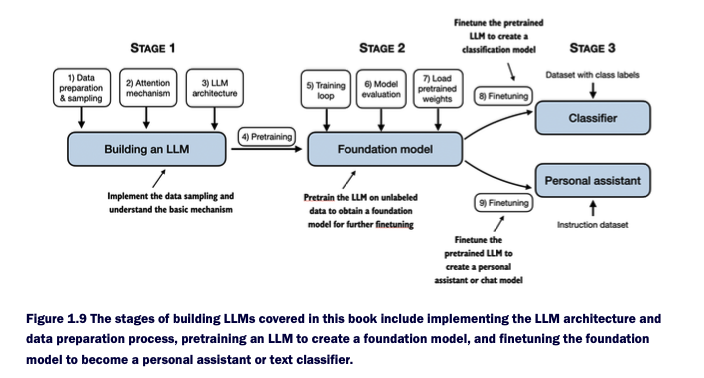 Finetune the pretrained
LLM to create a
classification model
STAGE 1
STAGE 2
STAGE 3
1) Data
preparation
& sampling
2) Attention
mechanism
3) LLM
architecture
5) Training
loop
6) Model
evaluation
7) Load
pretrained
weights
8) Finetuning
Dataset with class labels
Classifier
Building an LLM
4) Pretraining
Foundation model
Personal assistant
Implement the data sampling and
understand the basic mechanism
Pretrain the LLM on unlabeled
data to obtain a foundation
model for further finetuning
9) Finetuning
Instruction dataset
Finetune the
pretrained LLM to
create a personal
assistant or chat model
Figure 1.9 The stages of building LLMs covered in this book include implementing the LLM architecture and
data preparation process, pretraining an LLM to create a foundation model, and finetuning the foundation
model to become a personal assistant or text classifier.